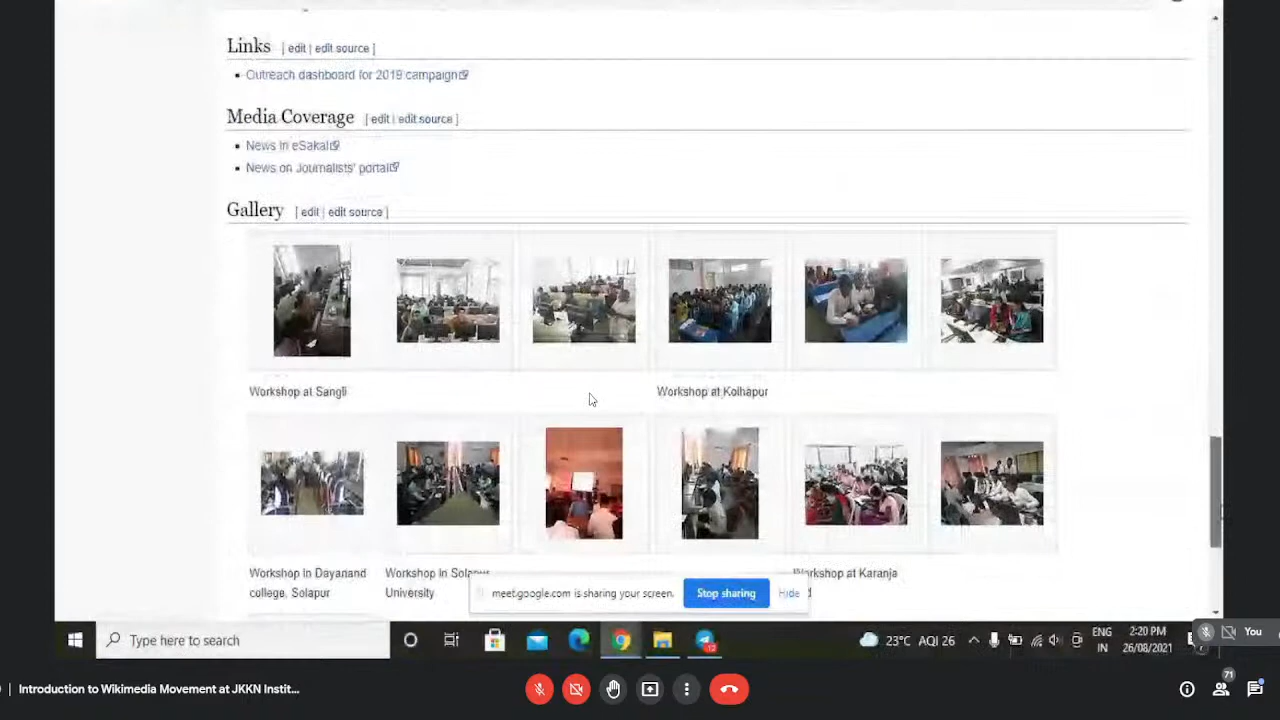 Links [ edit | edit source ]
Outreach dashboard for 2019 campaign
Media Coverage [ edit | edit source ]
News in eSakal
News on Journalists' portal
Gallery [ edit | edit source ]
Workshop at Sangli
Workshop at Kolhapur
Workshop in Dayanand
college, Solapur
Workshop in Solapur
University
Workshop at Karanja
meet.google.com is sharing your screen.
Stop sharing
Hide
Type here to search
23°C AQI 26
ENG
IN
2:20 PM
26/08/2021
You
Introduction to Wikimedia Movement at JKKN Instit...
71